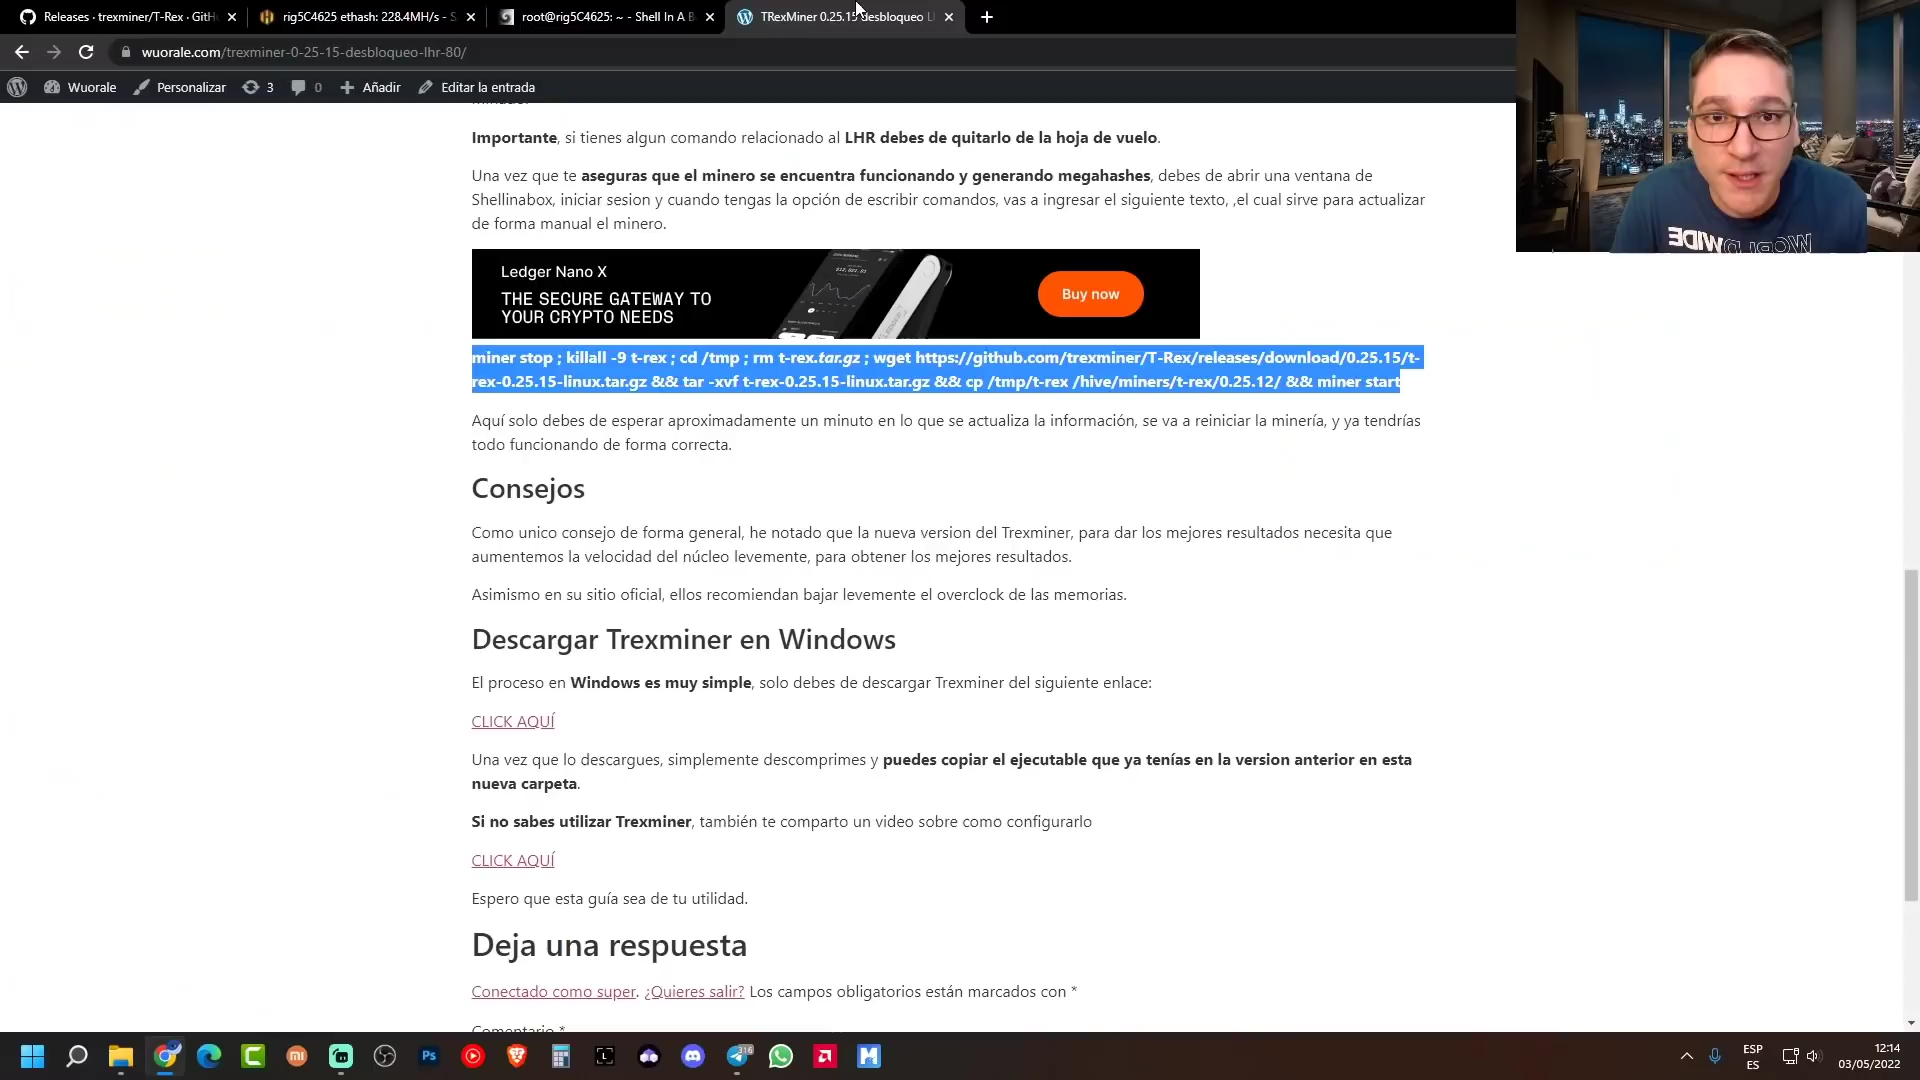 Releases · trexminer/T-Rex · GitH
rig5C4625 ethash: 228.4MH/s - S
root@rig5C4625: ~ - Shell In A B
TRexMiner 0.25.15 desbloqueo L
wuorale.com/trexminer-0-25-15-desbloqueo-lhr-80/
Wuorale Personalizar 3 0 Añadir Editar la entrada
Importante, si tienes algun comando relacionado al LHR debes de quitarlo de la hoja de vuelo.
Una vez que te aseguras que el minero se encuentra funcionando y generando megahashes, debes de abrir una ventana de
Shellinabox, iniciar sesion y cuando tengas la opción de escribir comandos, vas a ingresar el siguiente texto, ,el cual sirve para actualizar
de forma manual el minero.
Ledger Nano X
THE SECURE GATEWAY TO
YOUR CRYPTO NEEDS
Buy now
miner stop ; killall -9 t-rex ; cd /tmp ; rm t-rex.tar.gz ; wget https://github.com/trexminer/T-Rex/releases/download/0.25.15/t-
rex-0.25.15-linux.tar.gz && tar -xvf t-rex-0.25.15-linux.tar.gz && cp /tmp/t-rex /hive/miners/t-rex/0.25.12/ && miner start
Aquí solo debes de esperar aproximadamente un minuto en lo que se actualiza la información, se va a reiniciar la minería, y ya tendrías
todo funcionando de forma correcta.
Consejos
Como unico consejo de forma general, he notado que la nueva version del Trexminer, para dar los mejores resultados necesita que
aumentemos la velocidad del núcleo levemente, para obtener los mejores resultados.
Asimismo en su sitio oficial, ellos recomiendan bajar levemente el overclock de las memorias.
Descargar Trexminer en Windows
El proceso en Windows es muy simple, solo debes de descargar Trexminer del siguiente enlace:
CLICK AQUÍ
Una vez que lo descargues, simplemente descomprimes y puedes copiar el ejecutable que ya tenías en la version anterior en esta
nueva carpeta.
Si no sabes utilizar Trexminer, también te comparto un video sobre como configurarlo
CLICK AQUÍ
Espero que esta guía sea de tu utilidad.
Deja una respuesta
Conectado como super. ¿Quieres salir? Los campos obligatorios están marcados con *
Comentario *
316
ESP
ES
12:14
03/05/2022